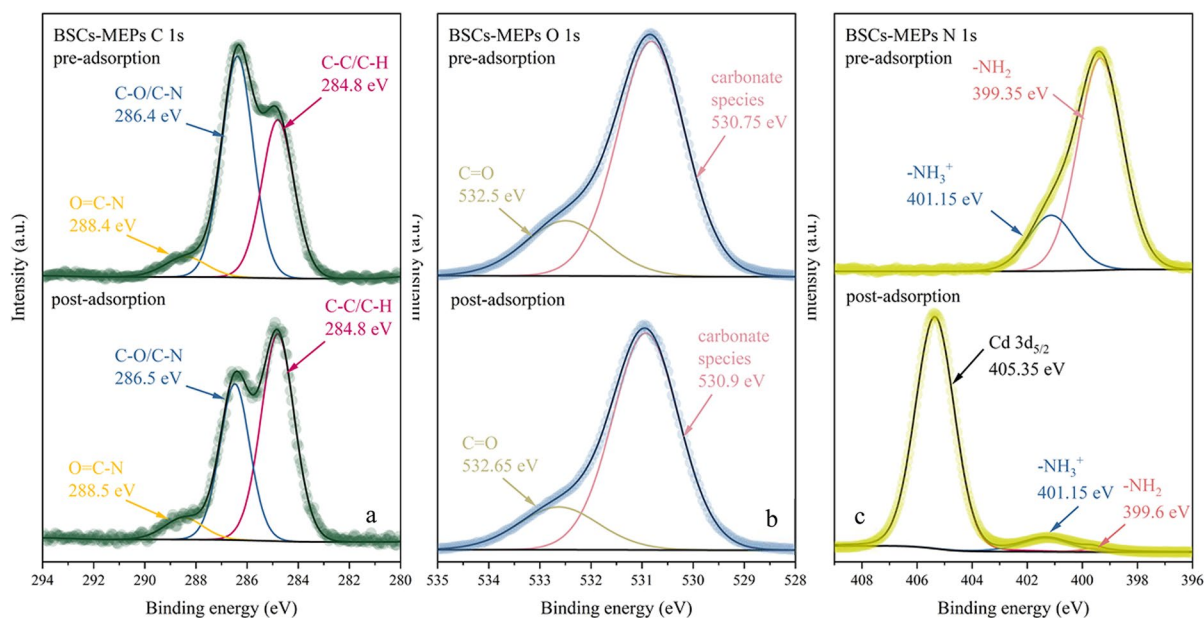 BSCs-MEPs C 1s
pre-adsorption
C-O/C-N
286.4 eV
C-C/C-H
284.8 eV
O=C-N
288.4 eV
post-adsorption
C-O/C-N
286.5 eV
C-C/C-H
284.8 eV
O=C-N
288.5 eV
a
Intensity (a.u.)
Intensity (a.u.)
294 292 290 288 286 284 282 280
Binding energy (eV)
BSCs-MEPs O 1s
pre-adsorption
carbonate
species
530.75 eV
C=O
532.5 eV
post-adsorption
carbonate
species
530.9 eV
C=O
532.65 eV
b
Intensity (a.u.)
Intensity (a.u.)
535 534 533 532 531 530 529 528
Binding energy (eV)
BSCs-MEPs N 1s
pre-adsorption
-NH2
399.35 eV
-NH3+
401.15 eV
post-adsorption
Cd 3d5/2
405.35 eV
-NH3+
401.15 eV
-NH2
399.6 eV
c
Intensity (a.u.)
Intensity (a.u.)
408 406 404 402 400 398 396
Binding energy (eV)